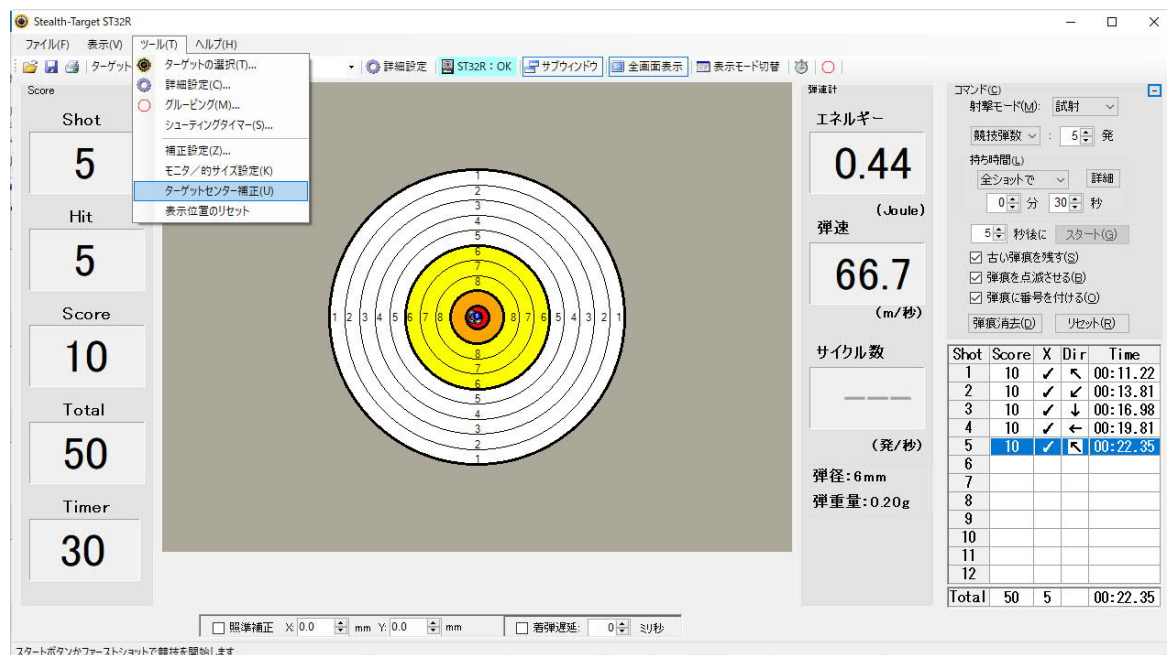 Stealth-Target ST32R
ファイル(F) 表示(V) ツール(T) ヘルプ(H)
ターゲット 詳細設定 ST32R：OK サブウィンドウ 全画面表示 表示モード切替
ターゲットの選択(T)...
詳細設定(C)...
グルーピング(M)...
シューティングタイマー(S)...
補正設定(Z)...
モニタ／的サイズ設定(K)
ターゲットセンター補正(U)
表示位置のリセット
Score
Shot
5
Hit
5
Score
10
Total
50
Timer
30
1
2
3
4
5
6
7
8
1 2 3 4 5 6 7 8 8 7 6 5 4 3 2 1
8
7
6
5
4
3
2
1
弾速計
エネルギー
0.44
(Joule)
弾速
66.7
(m/秒)
サイクル数
---
(発/秒)
弾径:6mm
弾重量:0.20g
コマンド(C)
射撃モード(M): 試射
競技弾数 : 5 発
持ち時間(L)
全ショットで 詳細
0 分 30 秒
5 秒後に スタート(G)
古い弾痕を残す(S)
弾痕を点滅させる(B)
弾痕に番号を付ける(O)
弾痕消去(D) リセット(R)
Shot Score X Dir Time
1 10 ✓ ↖ 00:11.22
2 10 ✓ ↙ 00:13.81
3 10 ✓ ↓ 00:16.98
4 10 ✓ ← 00:19.81
5 10 ✓ ↖ 00:22.35
6
7
8
9
10
11
12
Total 50 5 00:22.35
照準補正 X: 0.0 mm Y: 0.0 mm 着弾遅延: 0 ミリ秒
スタートボタンかファーストショットで競技を開始します